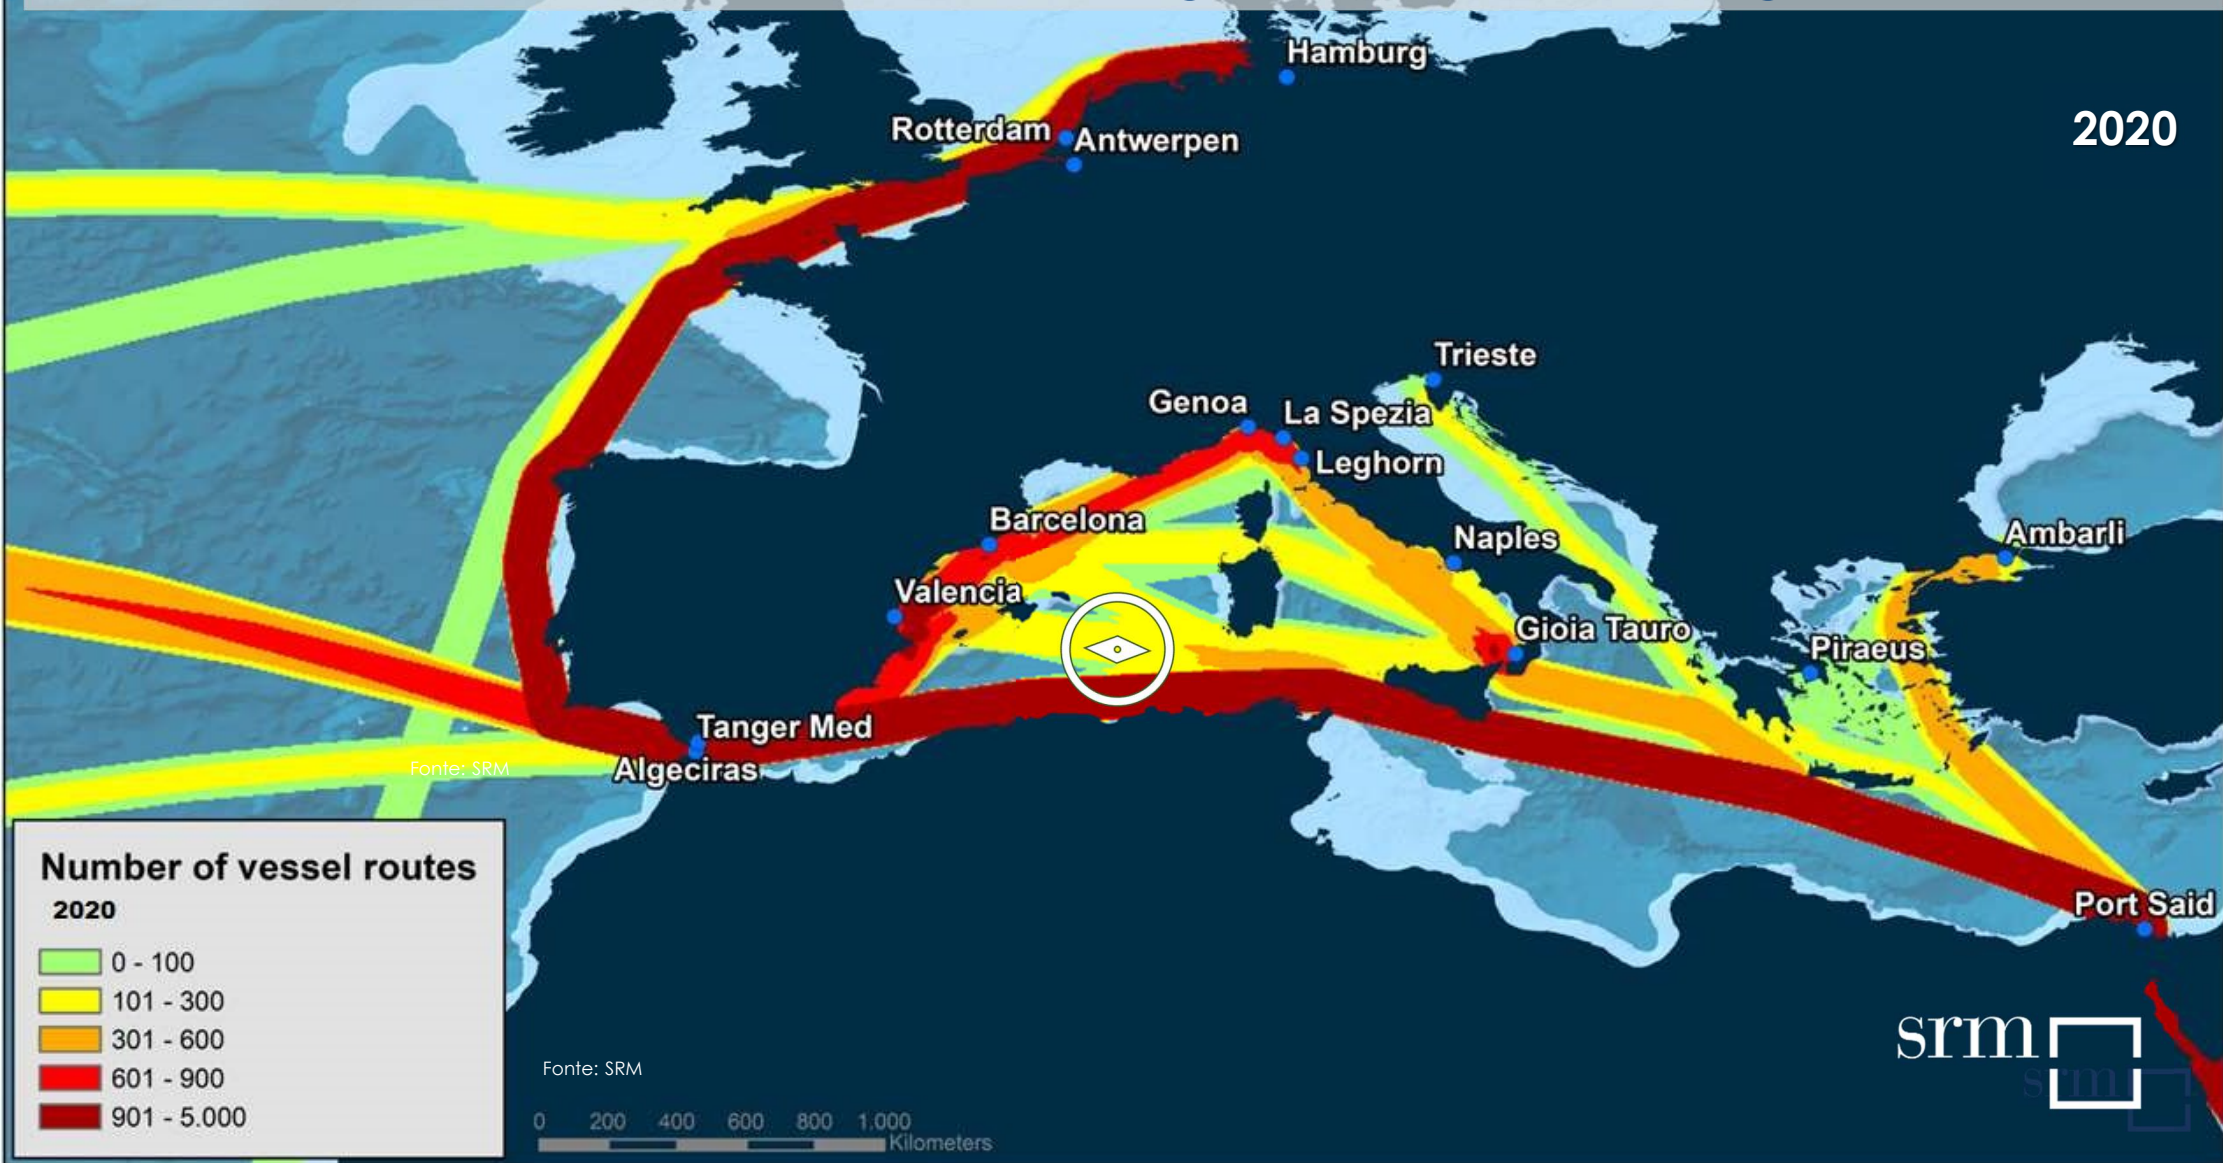 Hamburg
2020
Rotterdam
Antwerpen
Trieste
Genoa
La Spezia
Leghorn
Barcelona
Naples
Ambarli
Valencia
Gioia Tauro
Piraeus
Tanger Med
Fonte: SRM
Algeciras
Number of vessel routes
2020
0 - 100
101 - 300
301 - 600
601 - 900
901 - 5.000
Port Said
Fonte: SRM
0 200 400 600 800 1.000
Kilometers
srm
srm